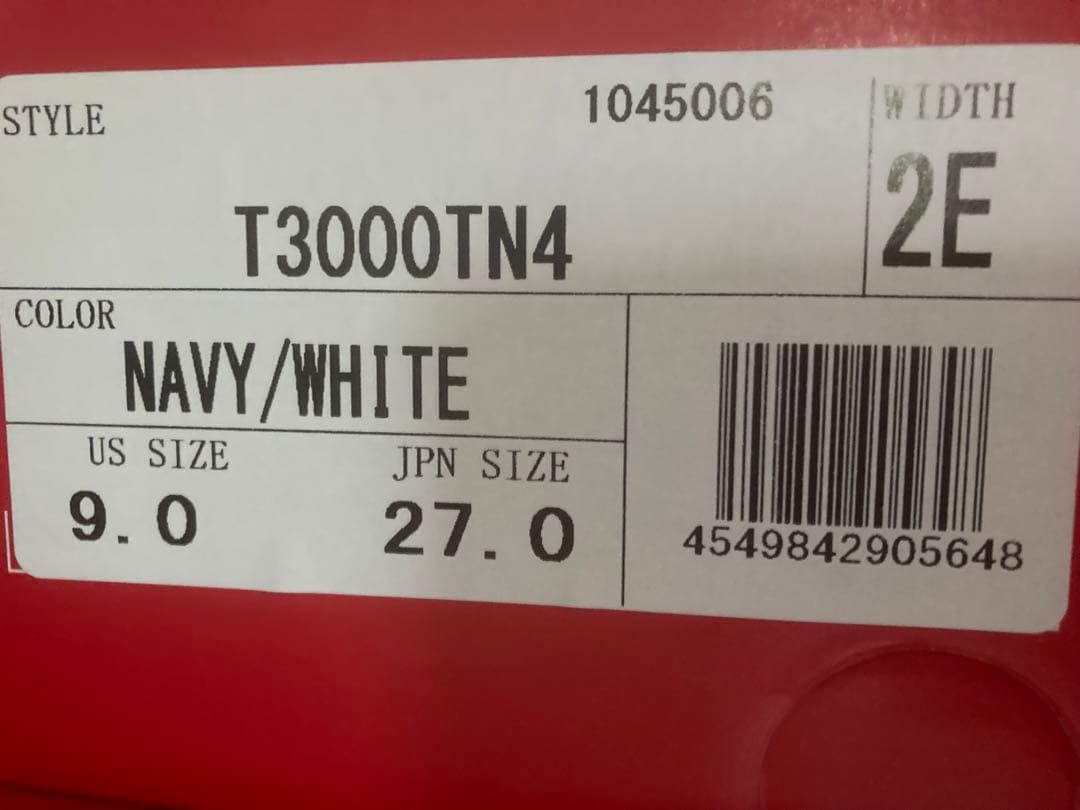 STYLE
1045006
WIDTH
T3000TN4
2E
COLOR
NAVY/WHITE
US SIZE
JPN SIZE
9.0
27.0
4549842905648